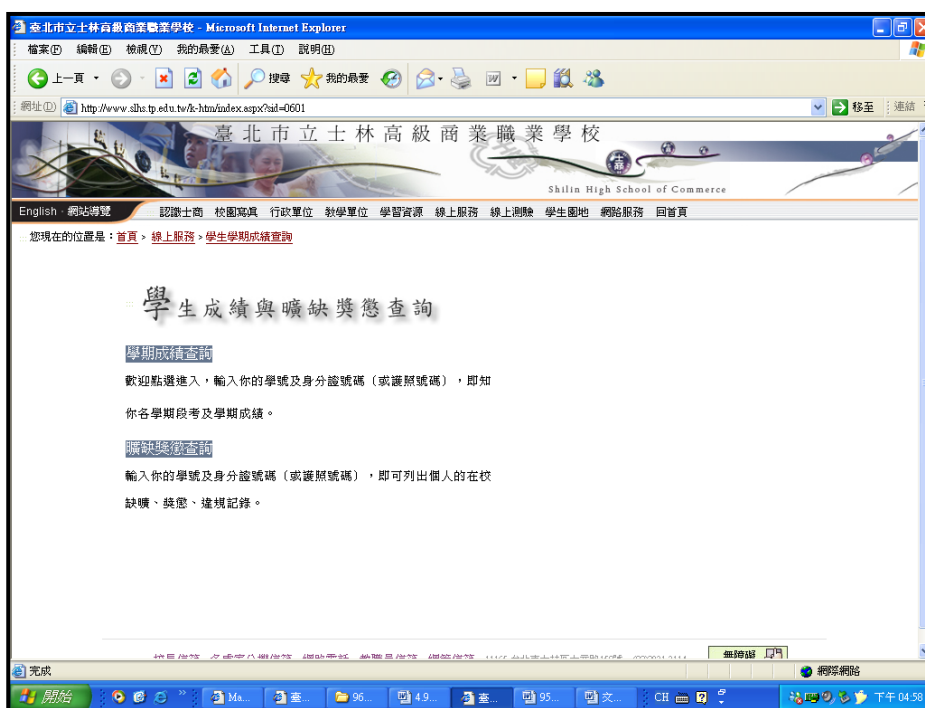 臺北市立士林高級商業職業學校 - Microsoft Internet Explorer
檔案(F) 編輯(E) 檢視(V) 我的最愛(A) 工具(T) 說明(H)
上一頁 搜尋 我的最愛
網址(D) http://www.slhs.tp.edu.tw/k-htm/index.aspx?sid=0601 移至 連結
臺北市立士林高級商業職業學校
Shilin High School of Commerce
English · 網站導覽 認識士商 校園寫真 行政單位 教學單位 學習資源 線上服務 線上測驗 學生園地 網路服務 回首頁
您現在的位置是：首頁 > 線上服務 > 學生學期成績查詢
學生成績與曠缺獎懲查詢
學期成績查詢
歡迎點選進入，輸入你的學號及身分證號碼（或護照號碼），即知
你各學期段考及學期成績。
曠缺獎懲查詢
輸入你的學號及身分證號碼（或護照號碼），即可列出個人的在校
缺曠、獎懲、違規記錄。
無障礙
完成 網際網路
開始 Ma... 臺... 96... 4.9... 臺... 95... 文... CH 下午 04:58